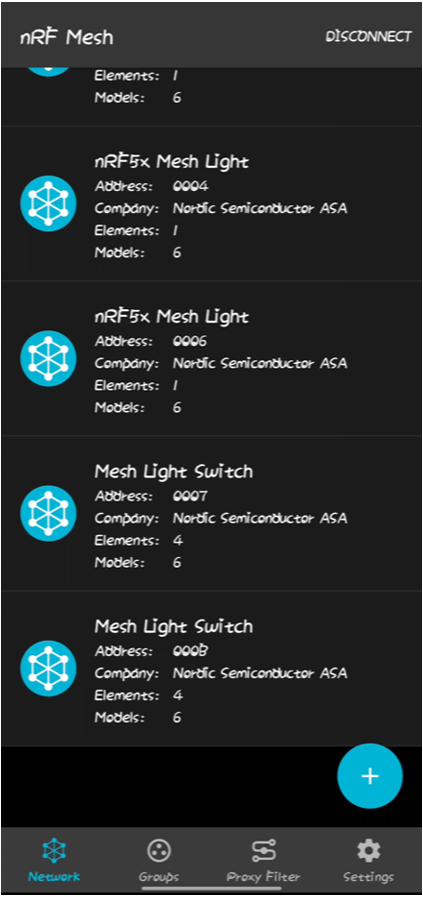 nRF Mesh DISCONNECT
Elements: 1
Models: 6
nRF5x Mesh Light
Address: 0004
Company: Nordic Semiconductor ASA
Elements: 1
Models: 6
nRF5x Mesh Light
Address: 0006
Company: Nordic Semiconductor ASA
Elements: 1
Models: 6
Mesh Light Switch
Address: 0007
Company: Nordic Semiconductor ASA
Elements: 4
Models: 6
Mesh Light Switch
Address: 000B
Company: Nordic Semiconductor ASA
Elements: 4
Models: 6
+
Network Groups Proxy Filter Settings